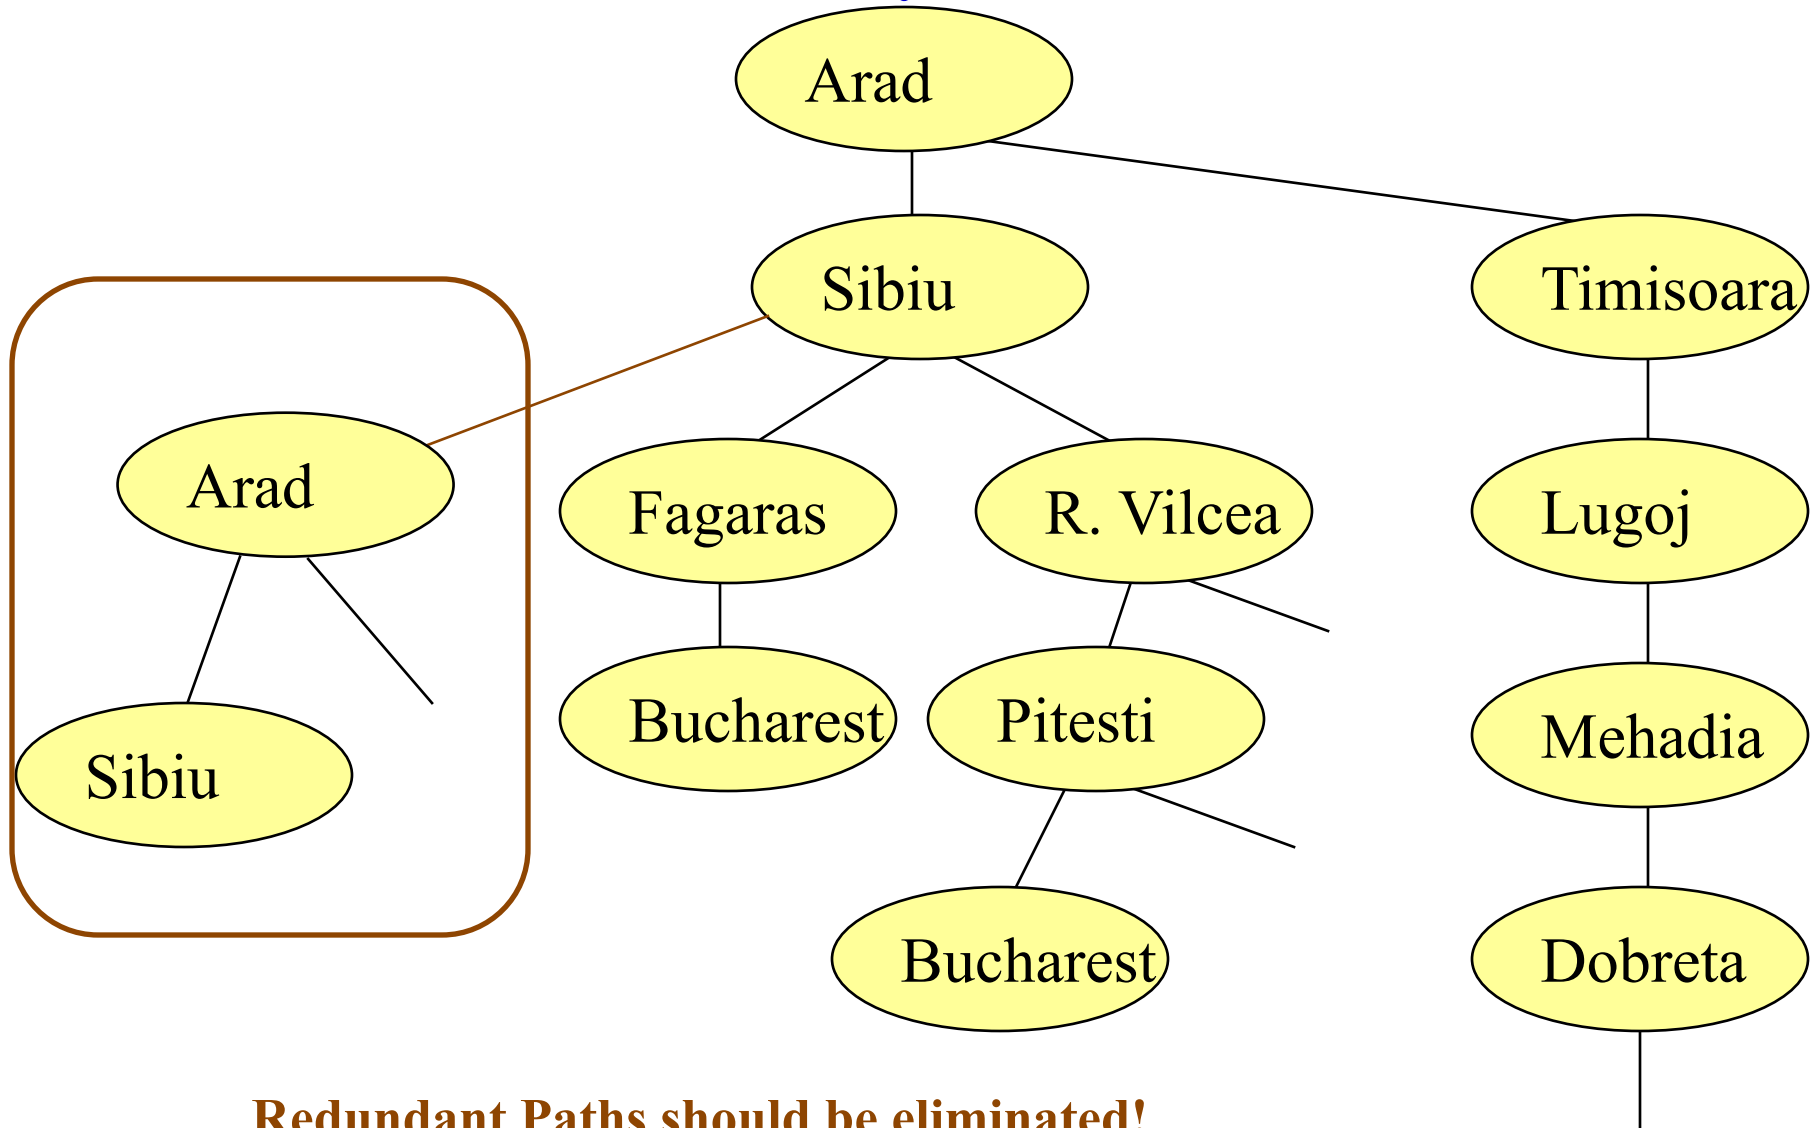 Arad
Sibiu
Timisoara
Arad
Fagaras
R. Vilcea
Lugoj
Sibiu
Bucharest
Pitesti
Mehadia
Bucharest
Dobreta
Redundant Paths should be eliminated!